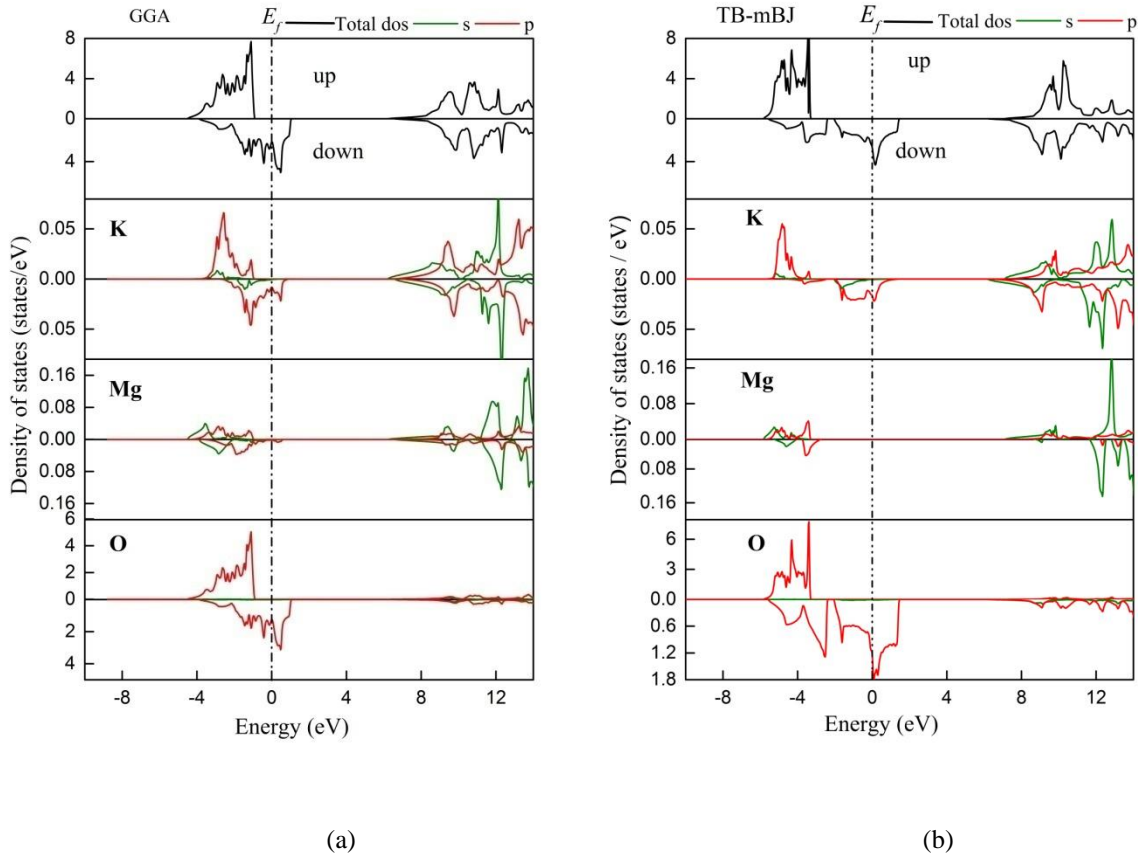 GGA E_f Total dos s p
8
4
0
4
up
down
K
0.05
0.00
0.05
Mg
0.16
0.08
0.00
0.08
0.16
O
6
4
2
0
2
4
-8 -4 0 4 8 12
Energy (eV)
Density of states (states/eV)
(a)
TB-mBJ E_f Total dos s p
8
4
0
4
up
down
K
0.05
0.00
0.05
Mg
0.16
0.08
0.00
0.08
0.16
O
6
4
2
0.0
0.6
1.2
1.8
-8 -4 0 4 8 12
Energy (eV)
Density of states (states / eV)
(b)